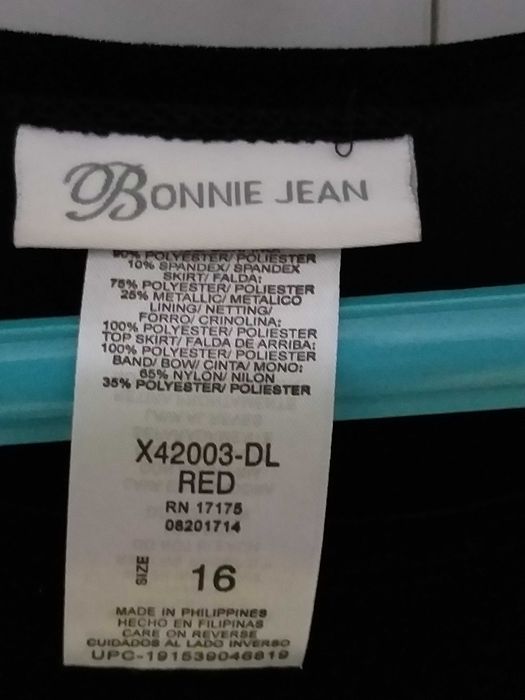 BONNIE JEAN
90% POLYESTER/ POLIESTER
10% SPANDEX/ SPANDEX
SKIRT/ FALDA:
75% POLYESTER/ POLIESTER
25% METALLIC/ METALICO
LINING/ NETTING/
FORRO/ CRINOLINA:
100% POLYESTER/ POLIESTER
TOP SKIRT/ FALDA DE ARRIBA:
100% POLYESTER/ POLIESTER
BAND/ BOW/ CINTA/ MONO:
65% NYLON/ NILON
35% POLYESTER/ POLIESTER
X42003-DL
RED
RN 17175
08201714
SIZE 16
MADE IN PHILIPPINES
HECHO EN FILIPINAS
CARE ON REVERSE
CUIDADOS AL LADO INVERSO
UPC-191539046819